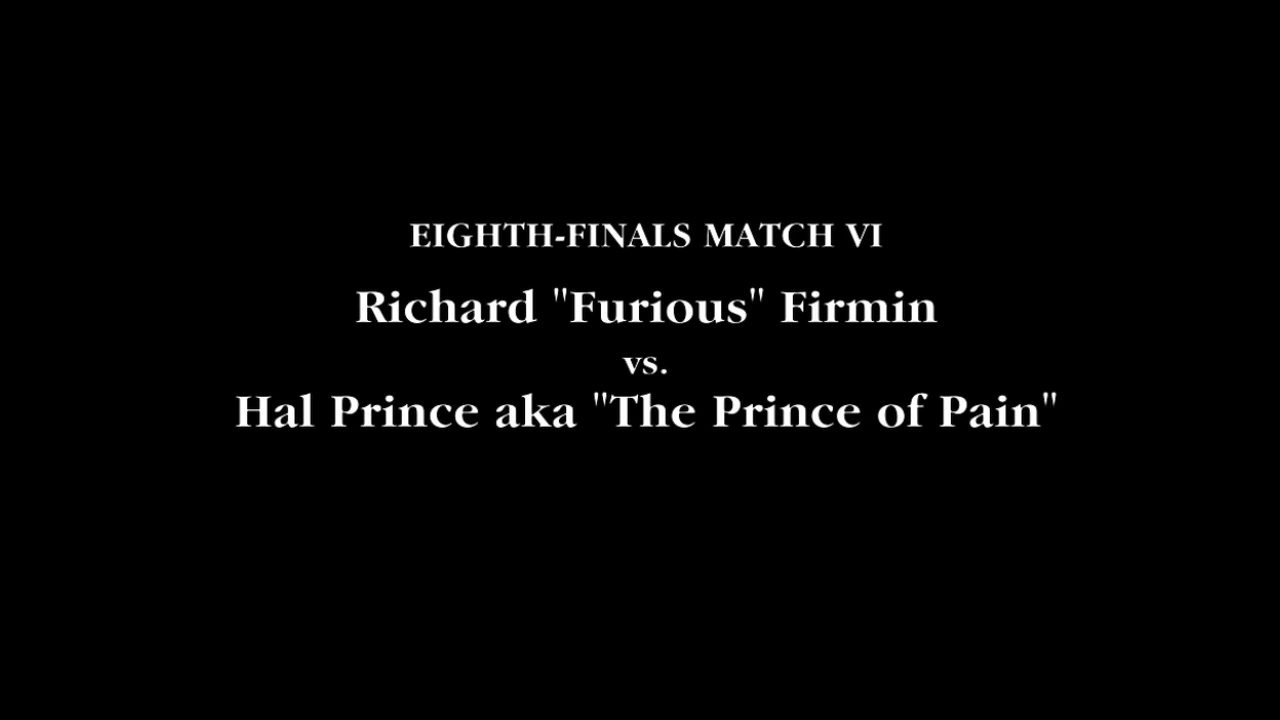 EIGHTH-FINALS MATCH VI
Richard "Furious" Firmin
vs.
Hal Prince aka "The Prince of Pain"